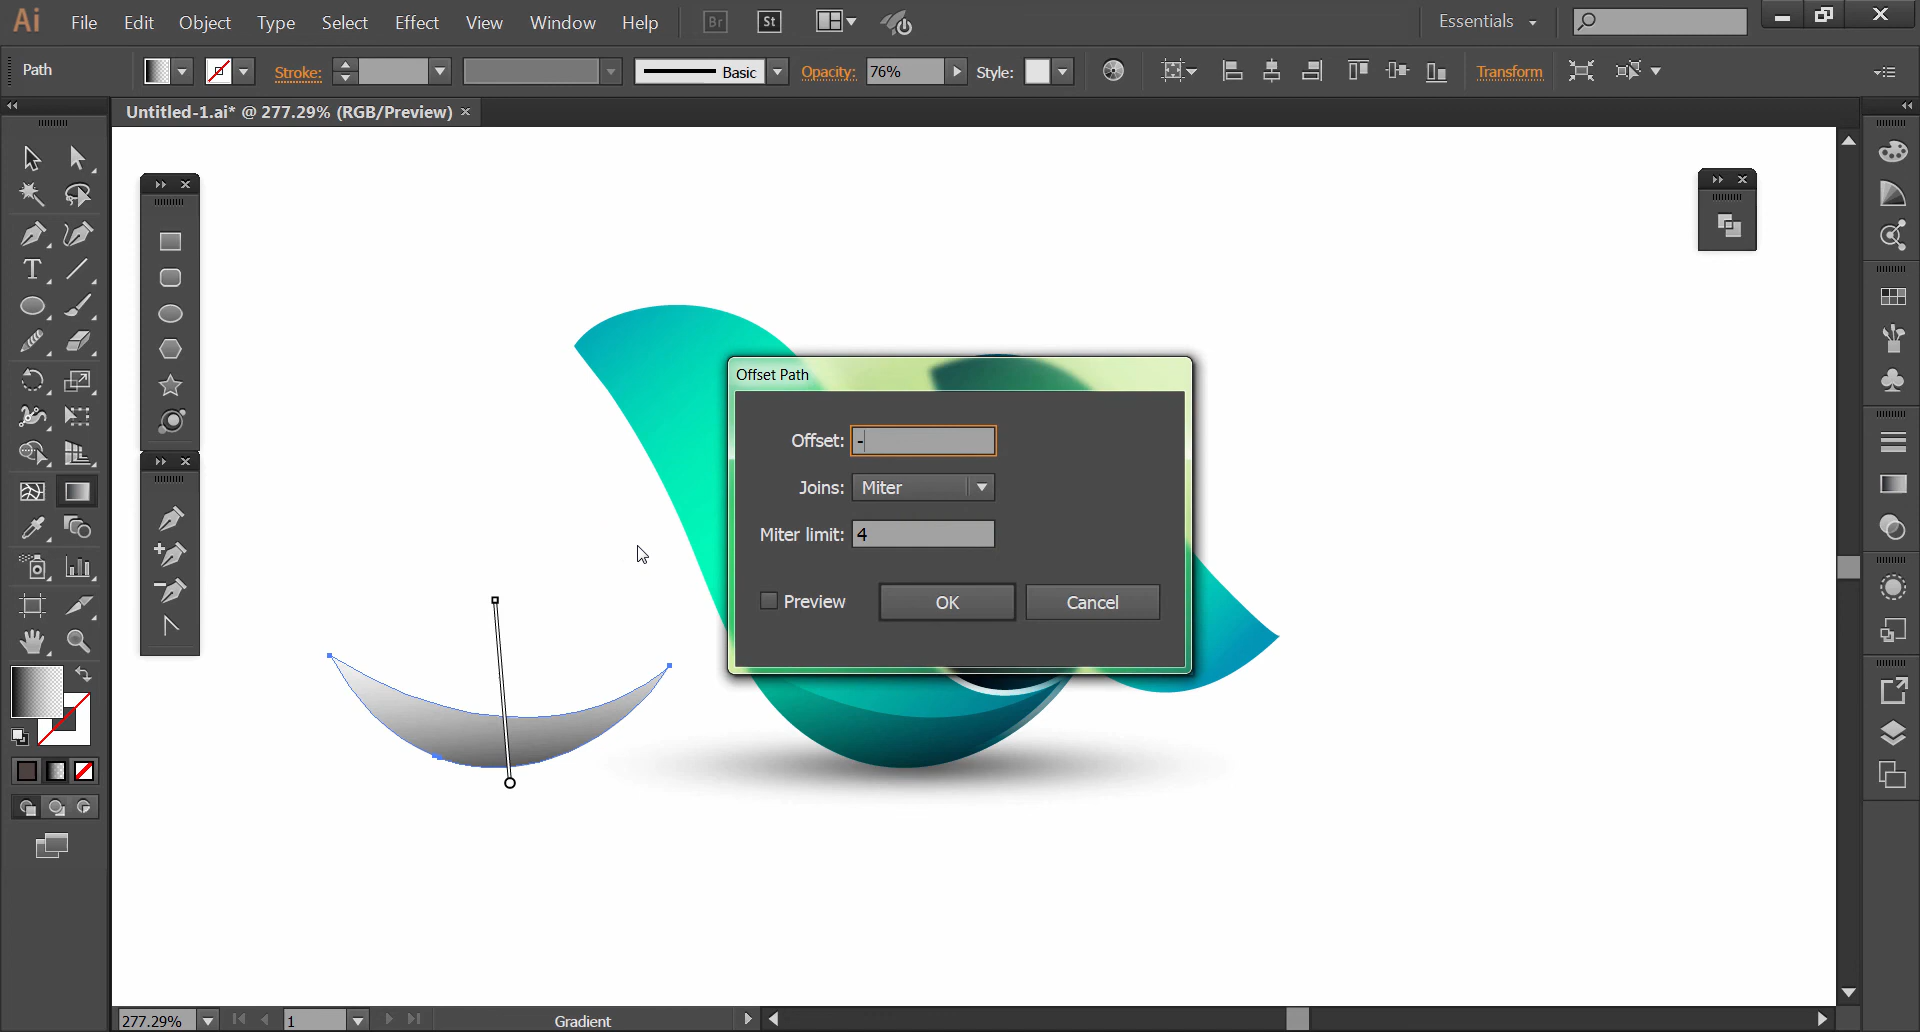 Ai File Edit Object Type Select Effect View Window Help Br St Essentials
Path Stroke: Basic Opacity: 76% Style: Transform
Untitled-1.ai* @ 277.29% (RGB/Preview)
Offset Path
Offset: -
Joins: Miter
Miter limit: 4
Preview OK Cancel
277.29% 1 Gradient